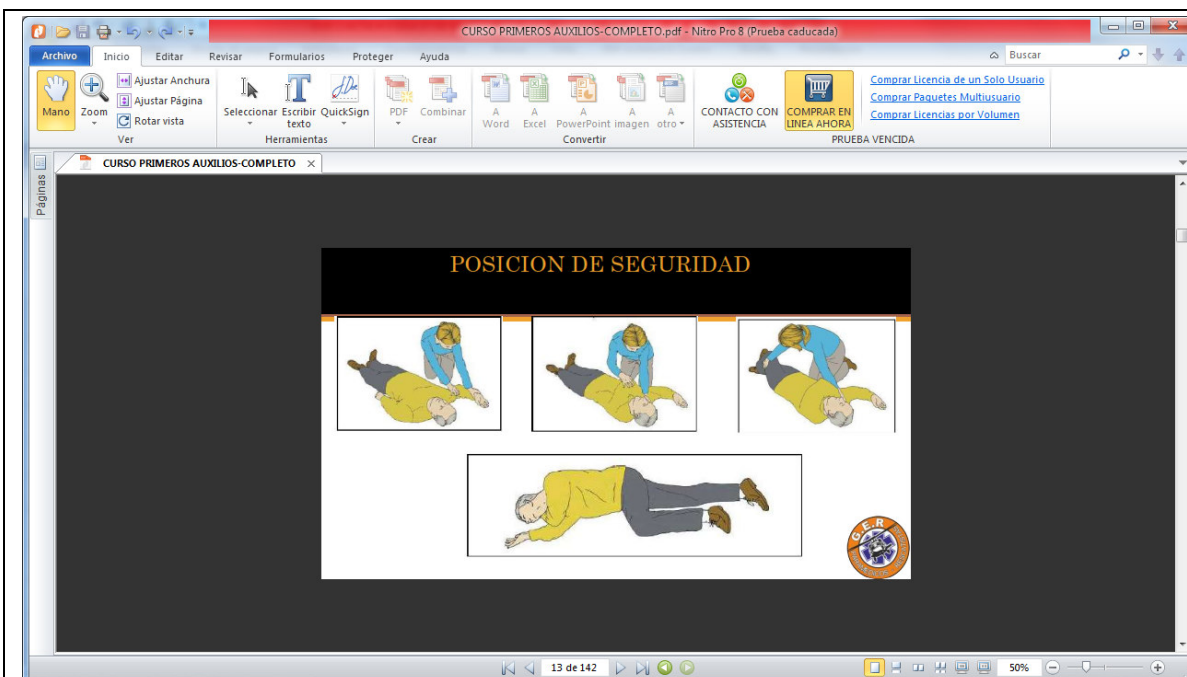 CURSO PRIMEROS AUXILIOS-COMPLETO.pdf - Nitro Pro 8 (Prueba caducada)
Archivo Inicio Editar Revisar Formularios Proteger Ayuda Buscar
Mano
Zoom
Ajustar Anchura
Ajustar Página
Rotar vista
Ver
Seleccionar
Escribir texto
QuickSign
Herramientas
PDF
Combinar
Crear
A Word
A Excel
A PowerPoint
A imagen
A otro
Convertir
CONTACTO CON ASISTENCIA
COMPRAR EN LINEA AHORA
Comprar Licencia de un Solo Usuario
Comprar Paquetes Multiusuario
Comprar Licencias por Volumen
PRUEBA VENCIDA
CURSO PRIMEROS AUXILIOS-COMPLETO
Páginas
POSICION DE SEGURIDAD
G.E.R
13 de 142
50%